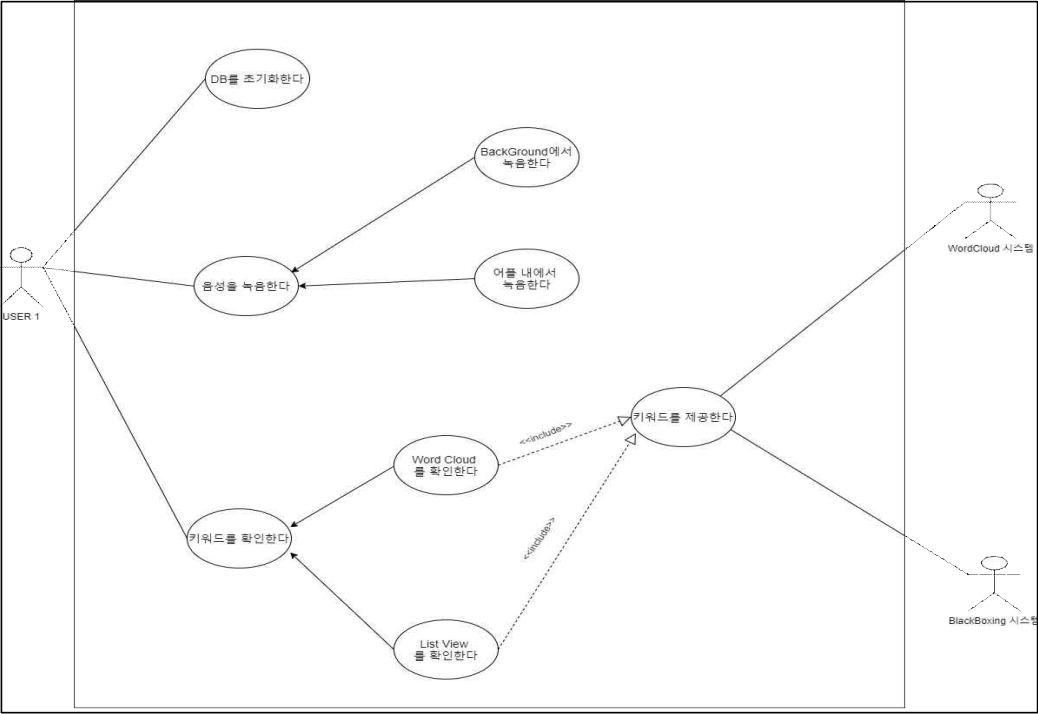 DB를 초기화한다
BackGround에서
녹음한다
WordCloud 시스템
음성을 녹음한다
어플 내에서
녹음한다
USER 1
키워드를 제공한다
<<include>>
Word Cloud
를 확인한다
<<include>>
키워드를 확인한다
BlackBoxing 시스템
List View
를 확인한다